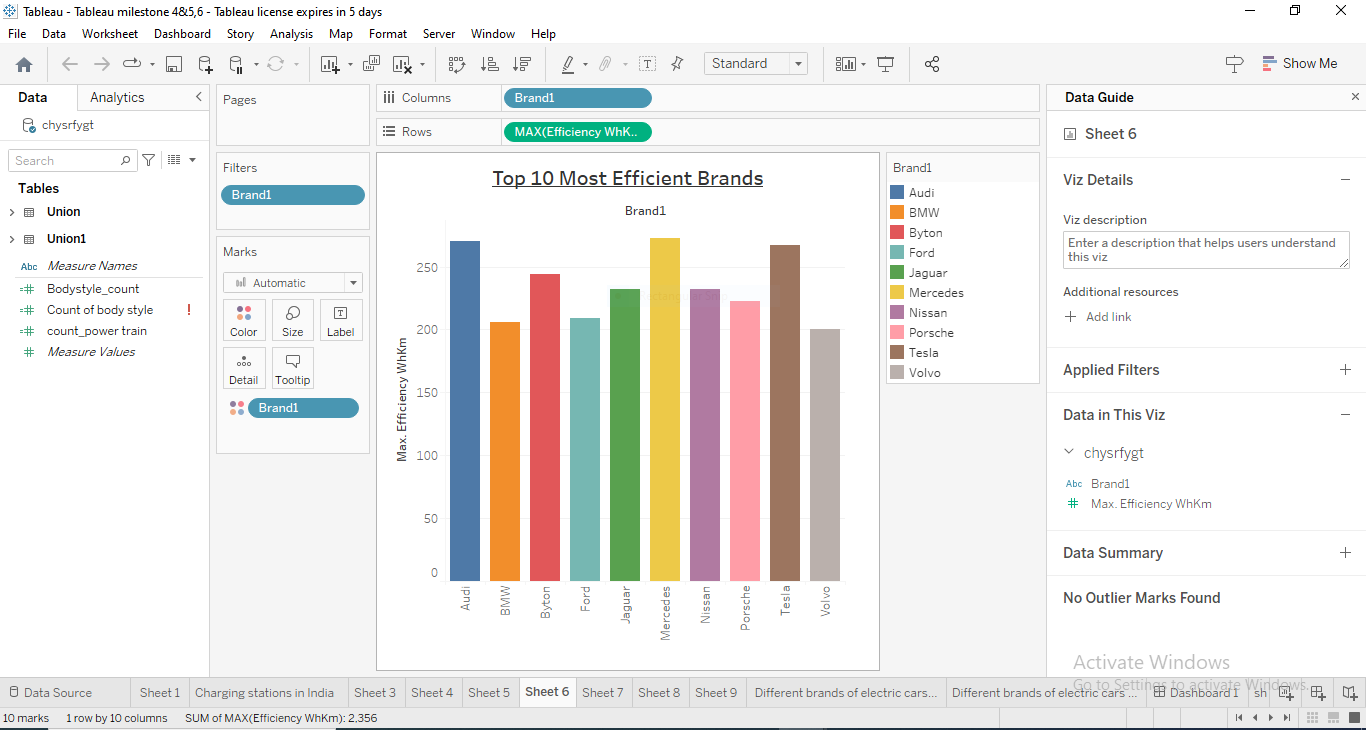 Tableau - Tableau milestone 4&5,6 - Tableau license expires in 5 days
File Data Worksheet Dashboard Story Analysis Map Format Server Window Help
Standard
Show Me
Data Analytics
chysrfygt
Search
Tables
Union
Union1
Abc Measure Names
Bodystyle_count
Count of body style !
count_power train
Measure Values
Pages
Filters
Brand1
Marks
Automatic
Color Size Label
Detail Tooltip
Brand1
Columns Brand1
Rows MAX(Efficiency WhK..
Top 10 Most Efficient Brands
Brand1
Max. Efficiency WhKm
250
200
150
100
50
0
Audi BMW Byton Ford Jaguar Mercedes Nissan Porsche Tesla Volvo
Brand1
Audi
BMW
Byton
Ford
Jaguar
Mercedes
Nissan
Porsche
Tesla
Volvo
Data Guide
Sheet 6
Viz Details
Viz description
Enter a description that helps users understand
this viz
Additional resources
Add link
Applied Filters
Data in This Viz
chysrfygt
Abc Brand1
Max. Efficiency WhKm
Data Summary
No Outlier Marks Found
Activate Windows
Go to Settings to activate Windows.
Data Source Sheet 1 Charging stations in India Sheet 3 Sheet 4 Sheet 5 Sheet 6 Sheet 7 Sheet 8 Sheet 9 Different brands of electric cars... Different brands of electric cars ... Dashboard 1 sh
10 marks 1 row by 10 columns SUM of MAX(Efficiency WhKm): 2,356